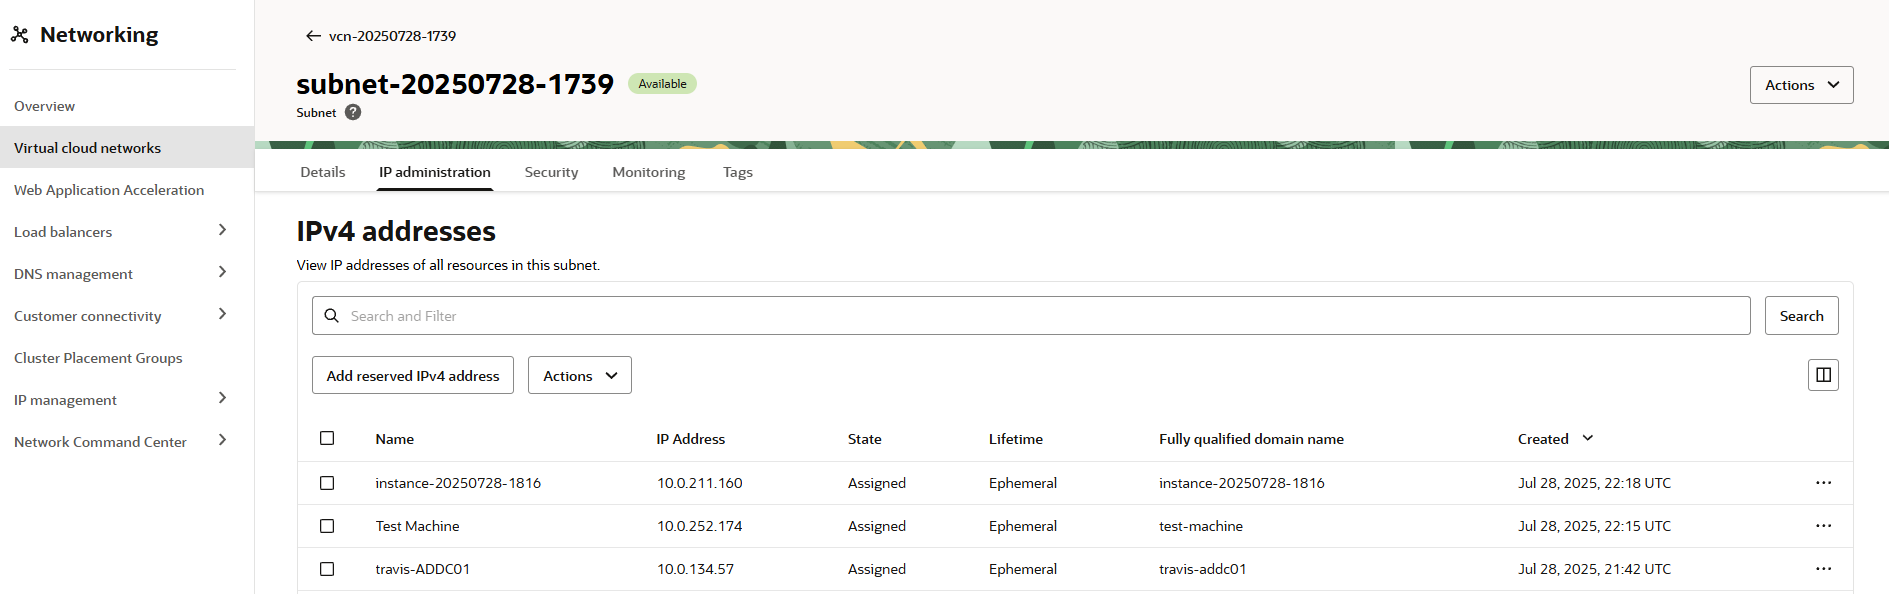 Networking
Overview
Virtual cloud networks
Web Application Acceleration
Load balancers
DNS management
Customer connectivity
Cluster Placement Groups
IP management
Network Command Center
vcn-20250728-1739
subnet-20250728-1739 Available
Subnet ?
Actions
Details IP administration Security Monitoring Tags
IPv4 addresses
View IP addresses of all resources in this subnet.
Search and Filter Search
Add reserved IPv4 address Actions
Name IP Address State Lifetime Fully qualified domain name Created
instance-20250728-1816 10.0.211.160 Assigned Ephemeral instance-20250728-1816 Jul 28, 2025, 22:18 UTC
Test Machine 10.0.252.174 Assigned Ephemeral test-machine Jul 28, 2025, 22:15 UTC
travis-ADDC01 10.0.134.57 Assigned Ephemeral travis-addc01 Jul 28, 2025, 21:42 UTC